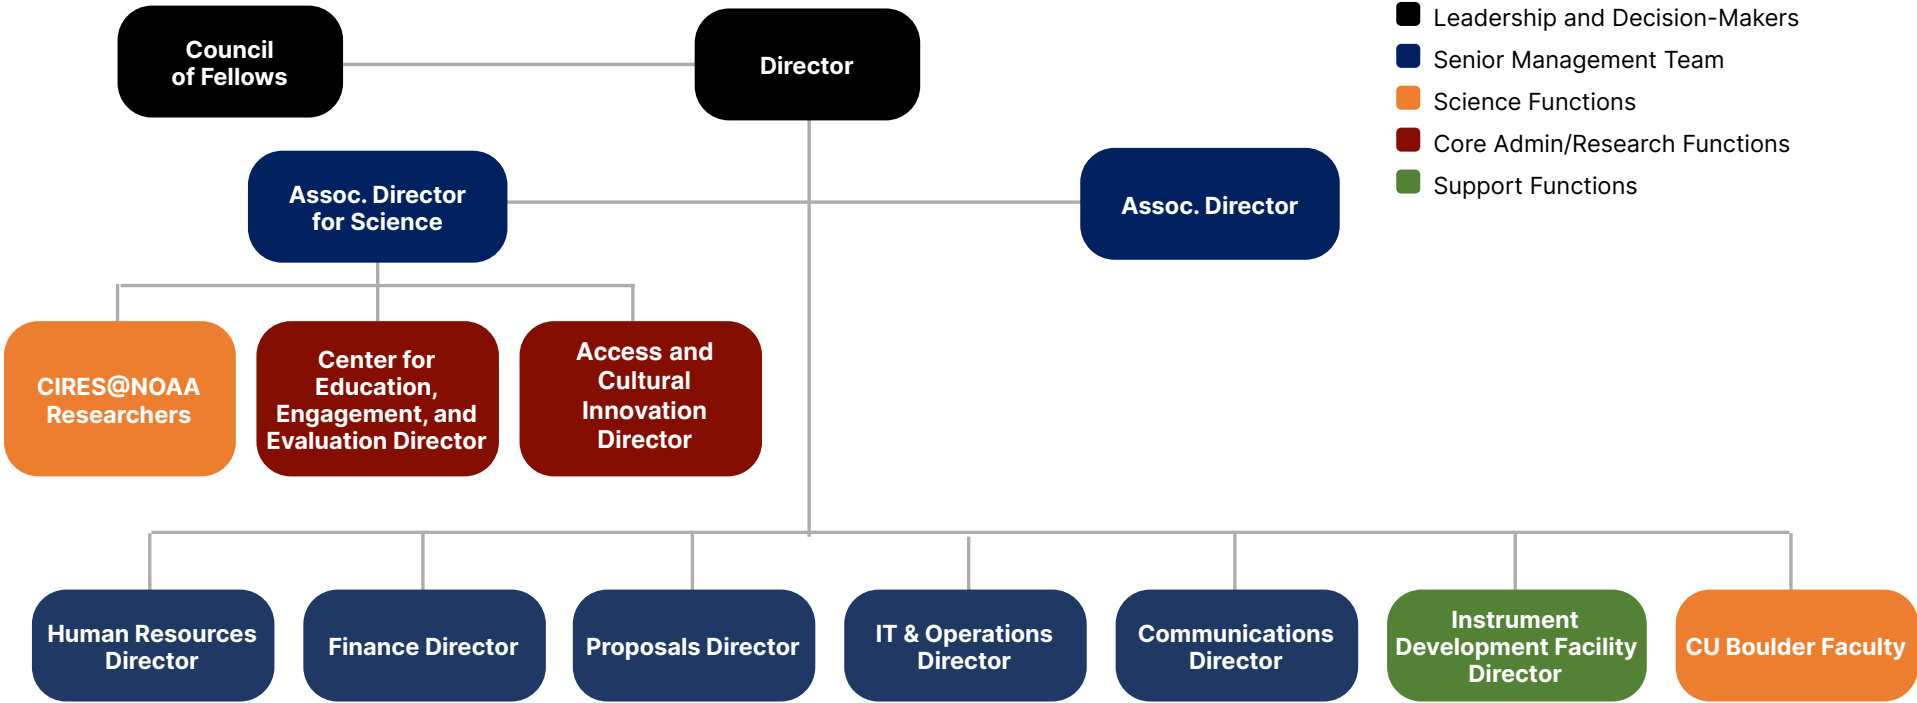 Council
of Fellows
Director
Leadership and Decision-Makers
Senior Management Team
Science Functions
Core Admin/Research Functions
Support Functions
Assoc. Director
for Science
Assoc. Director
CIRES@NOAA
Researchers
Center for
Education,
Engagement, and
Evaluation Director
Access and
Cultural
Innovation
Director
Human Resources
Director
Finance Director
Proposals Director
IT & Operations
Director
Communications
Director
Instrument
Development Facility
Director
CU Boulder Faculty